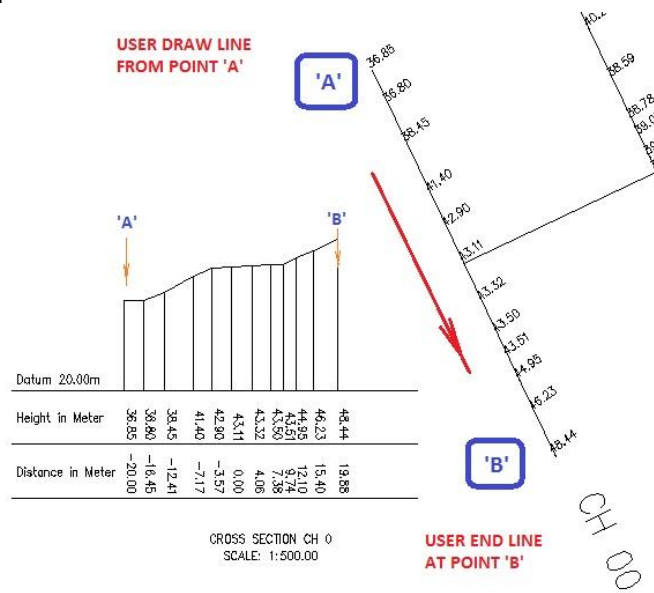 USER DRAW LINE
FROM POINT 'A'
'A'
36.85
36.80
38.45
41.40
42.90
43.11
43.32
43.50
43.51
44.95
46.23
48.44
38.59
38.78
'A'
'B'
Datum 20.00m
Height in Meter
36.85 36.80 38.45 41.40 42.90 43.11 43.32 43.50 43.51 44.95 46.23 48.44
Distance in Meter
-20.00 -16.45 -12.41 -7.17 -3.57 0.00 4.06 7.38 9.74 12.10 15.40 19.88
'B'
CH 00
CROSS SECTION CH 0
SCALE: 1:500.00
USER END LINE
AT POINT 'B'